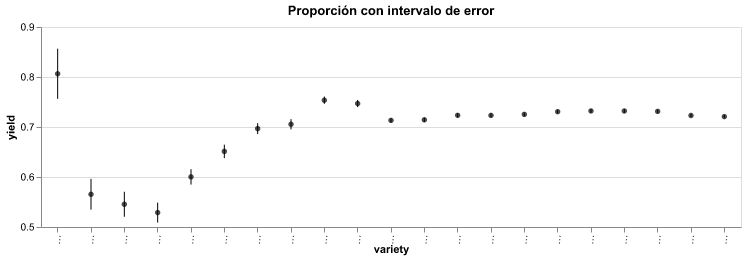 Proporción con intervalo de error
0.9
0.8
0.7
0.6
0.5
yield
… … … … … … … … … … … … … … … … … … … … …
variety